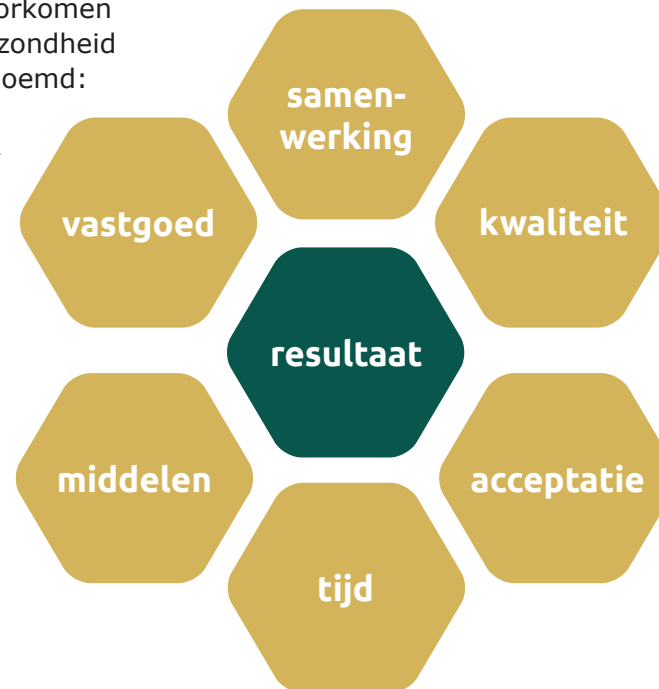 orkomen
zondheid
oemd:
samen-
werking
vastgoed
kwaliteit
resultaat
middelen
acceptatie
tijd